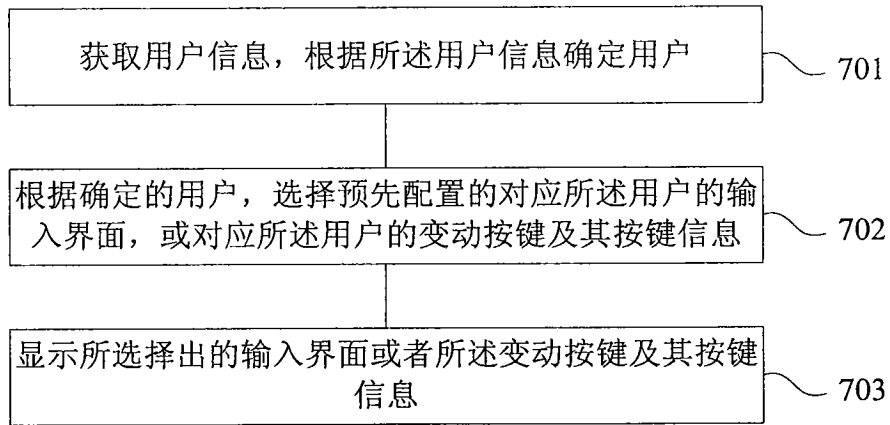 获取用户信息，根据所述用户信息确定用户
701
根据确定的用户，选择预先配置的对应所述用户的输
入界面，或对应所述用户的变动按键及其按键信息
702
显示所选择出的输入界面或者所述变动按键及其按键
信息
703